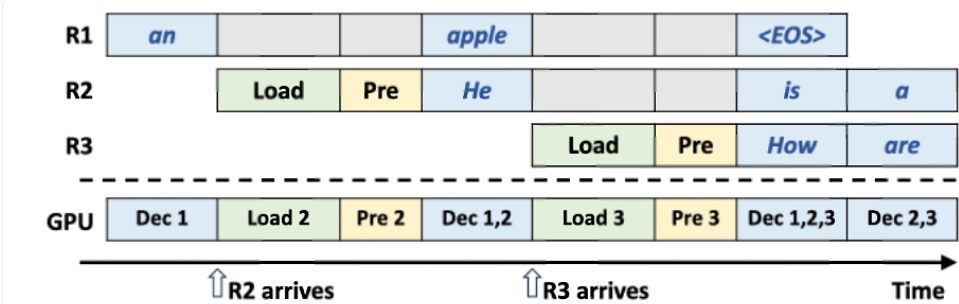 R1 an apple <EOS>
R2 Load Pre He is a
R3 Load Pre How are
GPU Dec 1 Load 2 Pre 2 Dec 1,2 Load 3 Pre 3 Dec 1,2,3 Dec 2,3
R2 arrives R3 arrives Time